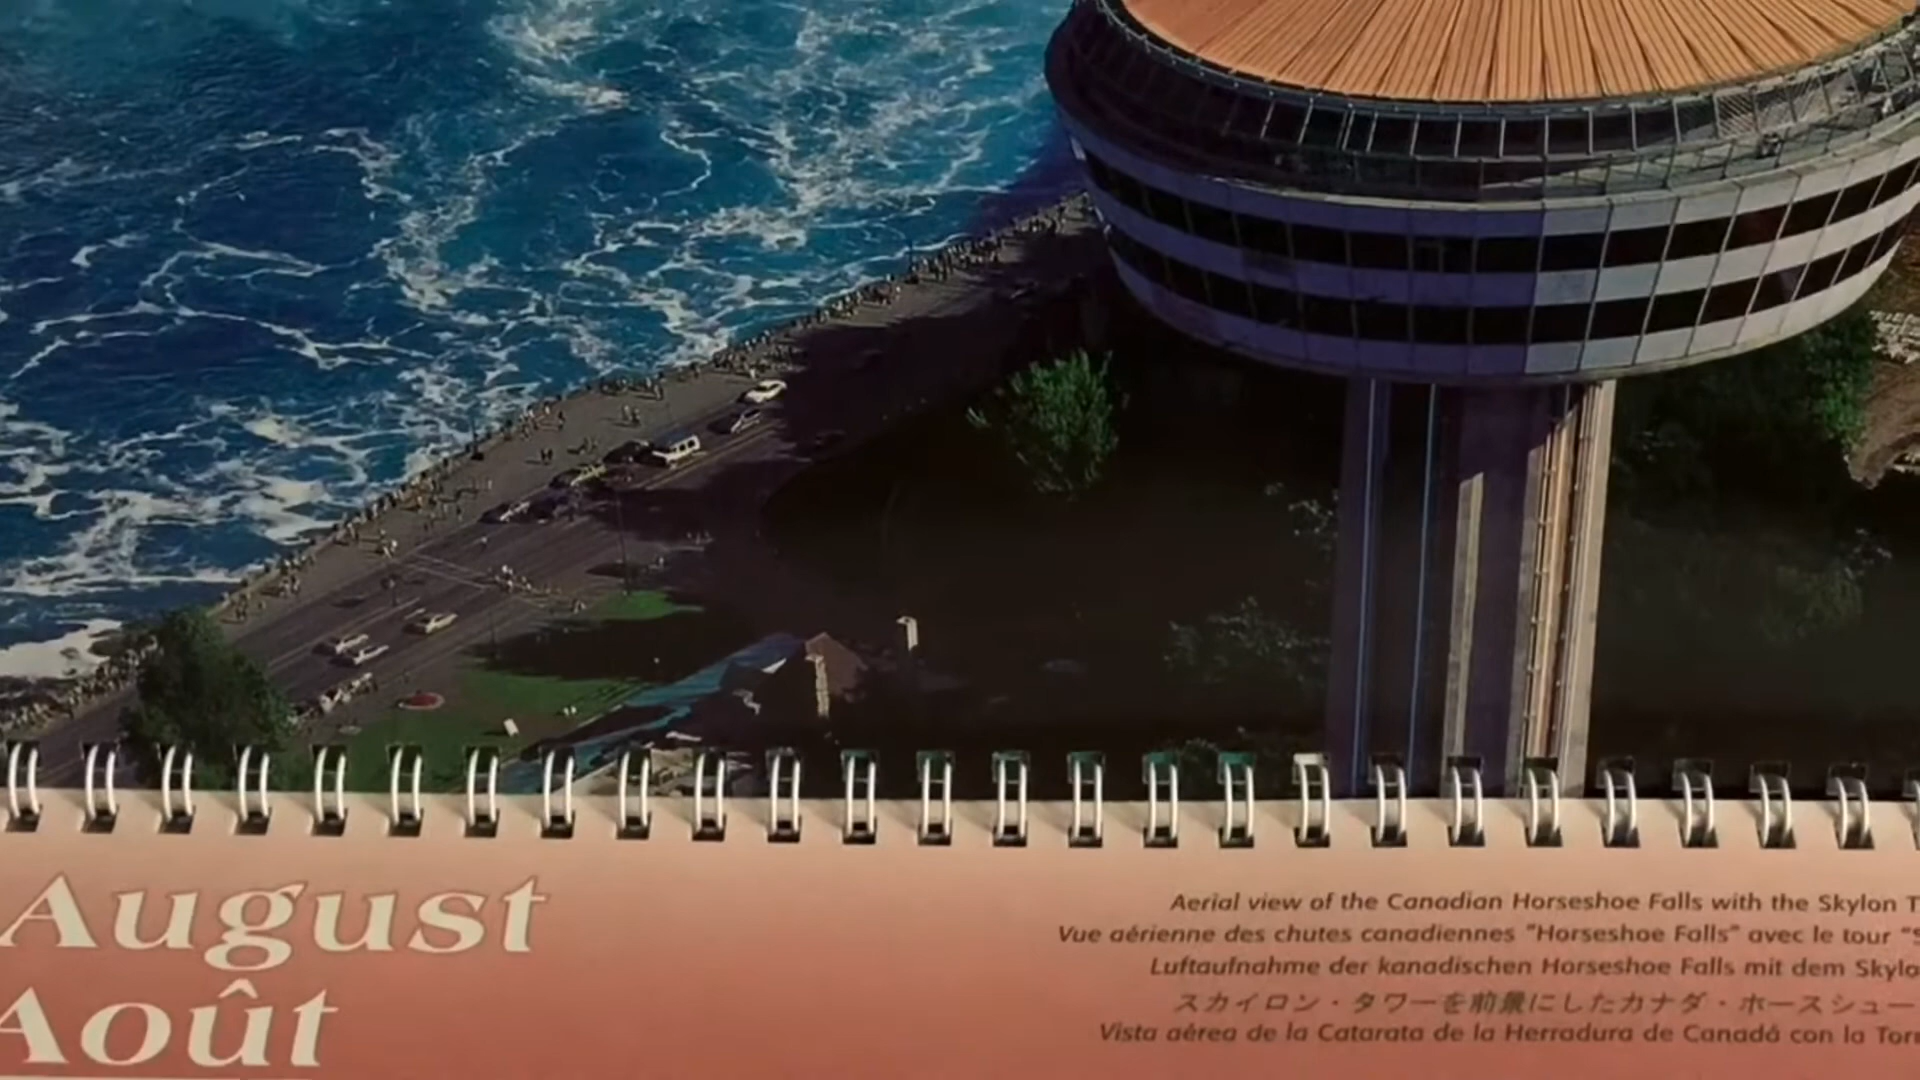 August
Août
Aerial view of the Canadian Horseshoe Falls with the Skylon T
Vue aérienne des chutes canadiennes "Horseshoe Falls" avec le tour "S
Luftaufnahme der kanadischen Horseshoe Falls mit dem Skylo
スカイロン・タワーを前景にしたカナダ・ホースシュー
Vista aérea de la Catarata de la Herradura de Canadá con la Torr